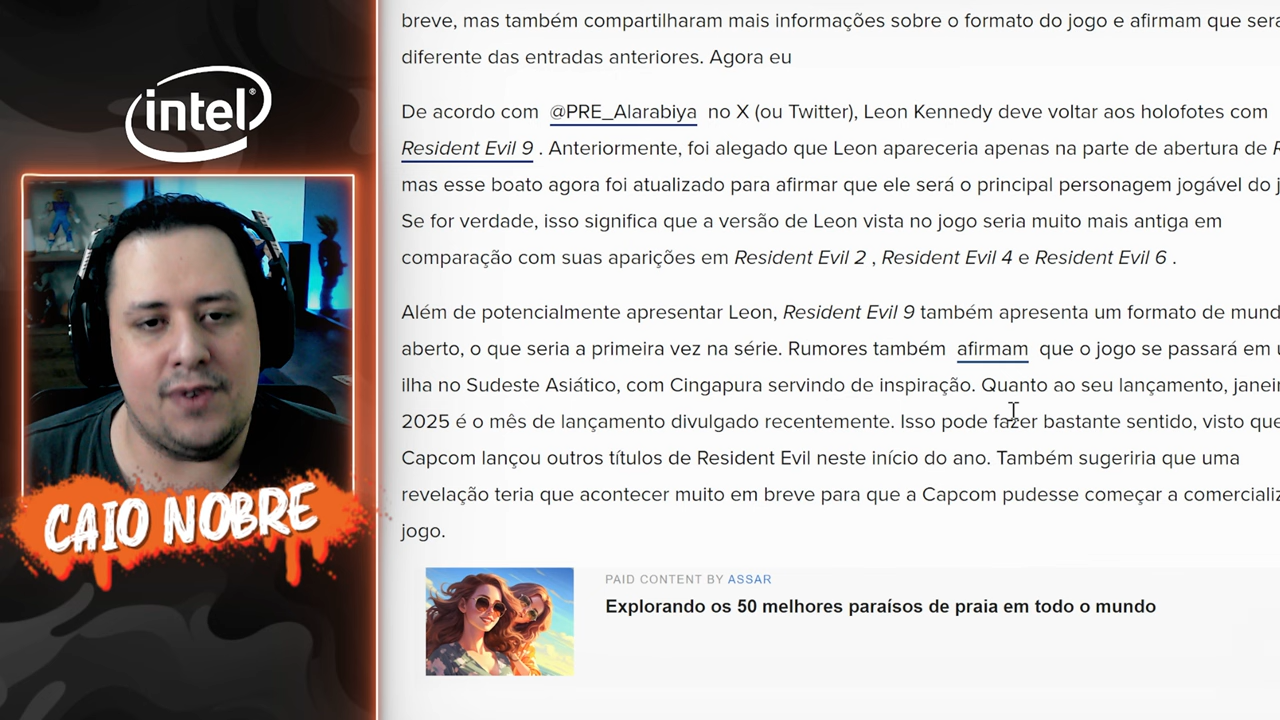 intel®
CAIO NOBRE
breve, mas também compartilharam mais informações sobre o formato do jogo e afirmam que será
diferente das entradas anteriores. Agora eu
De acordo com @PRE_Alarabiya no X (ou Twitter), Leon Kennedy deve voltar aos holofotes com
Resident Evil 9 . Anteriormente, foi alegado que Leon apareceria apenas na parte de abertura de
mas esse boato agora foi atualizado para afirmar que ele será o principal personagem jogável do
Se for verdade, isso significa que a versão de Leon vista no jogo seria muito mais antiga em
comparação com suas aparições em Resident Evil 2 , Resident Evil 4 e Resident Evil 6 .
Além de potencialmente apresentar Leon, Resident Evil 9 também apresenta um formato de mund
aberto, o que seria a primeira vez na série. Rumores também afirmam que o jogo se passará em
ilha no Sudeste Asiático, com Cingapura servindo de inspiração. Quanto ao seu lançamento, janei
2025 é o mês de lançamento divulgado recentemente. Isso pode fazer bastante sentido, visto que
Capcom lançou outros títulos de Resident Evil neste início do ano. Também sugeriria que uma
revelação teria que acontecer muito em breve para que a Capcom pudesse começar a comercializ
jogo.
PAID CONTENT BY ASSAR
Explorando os 50 melhores paraísos de praia em todo o mundo